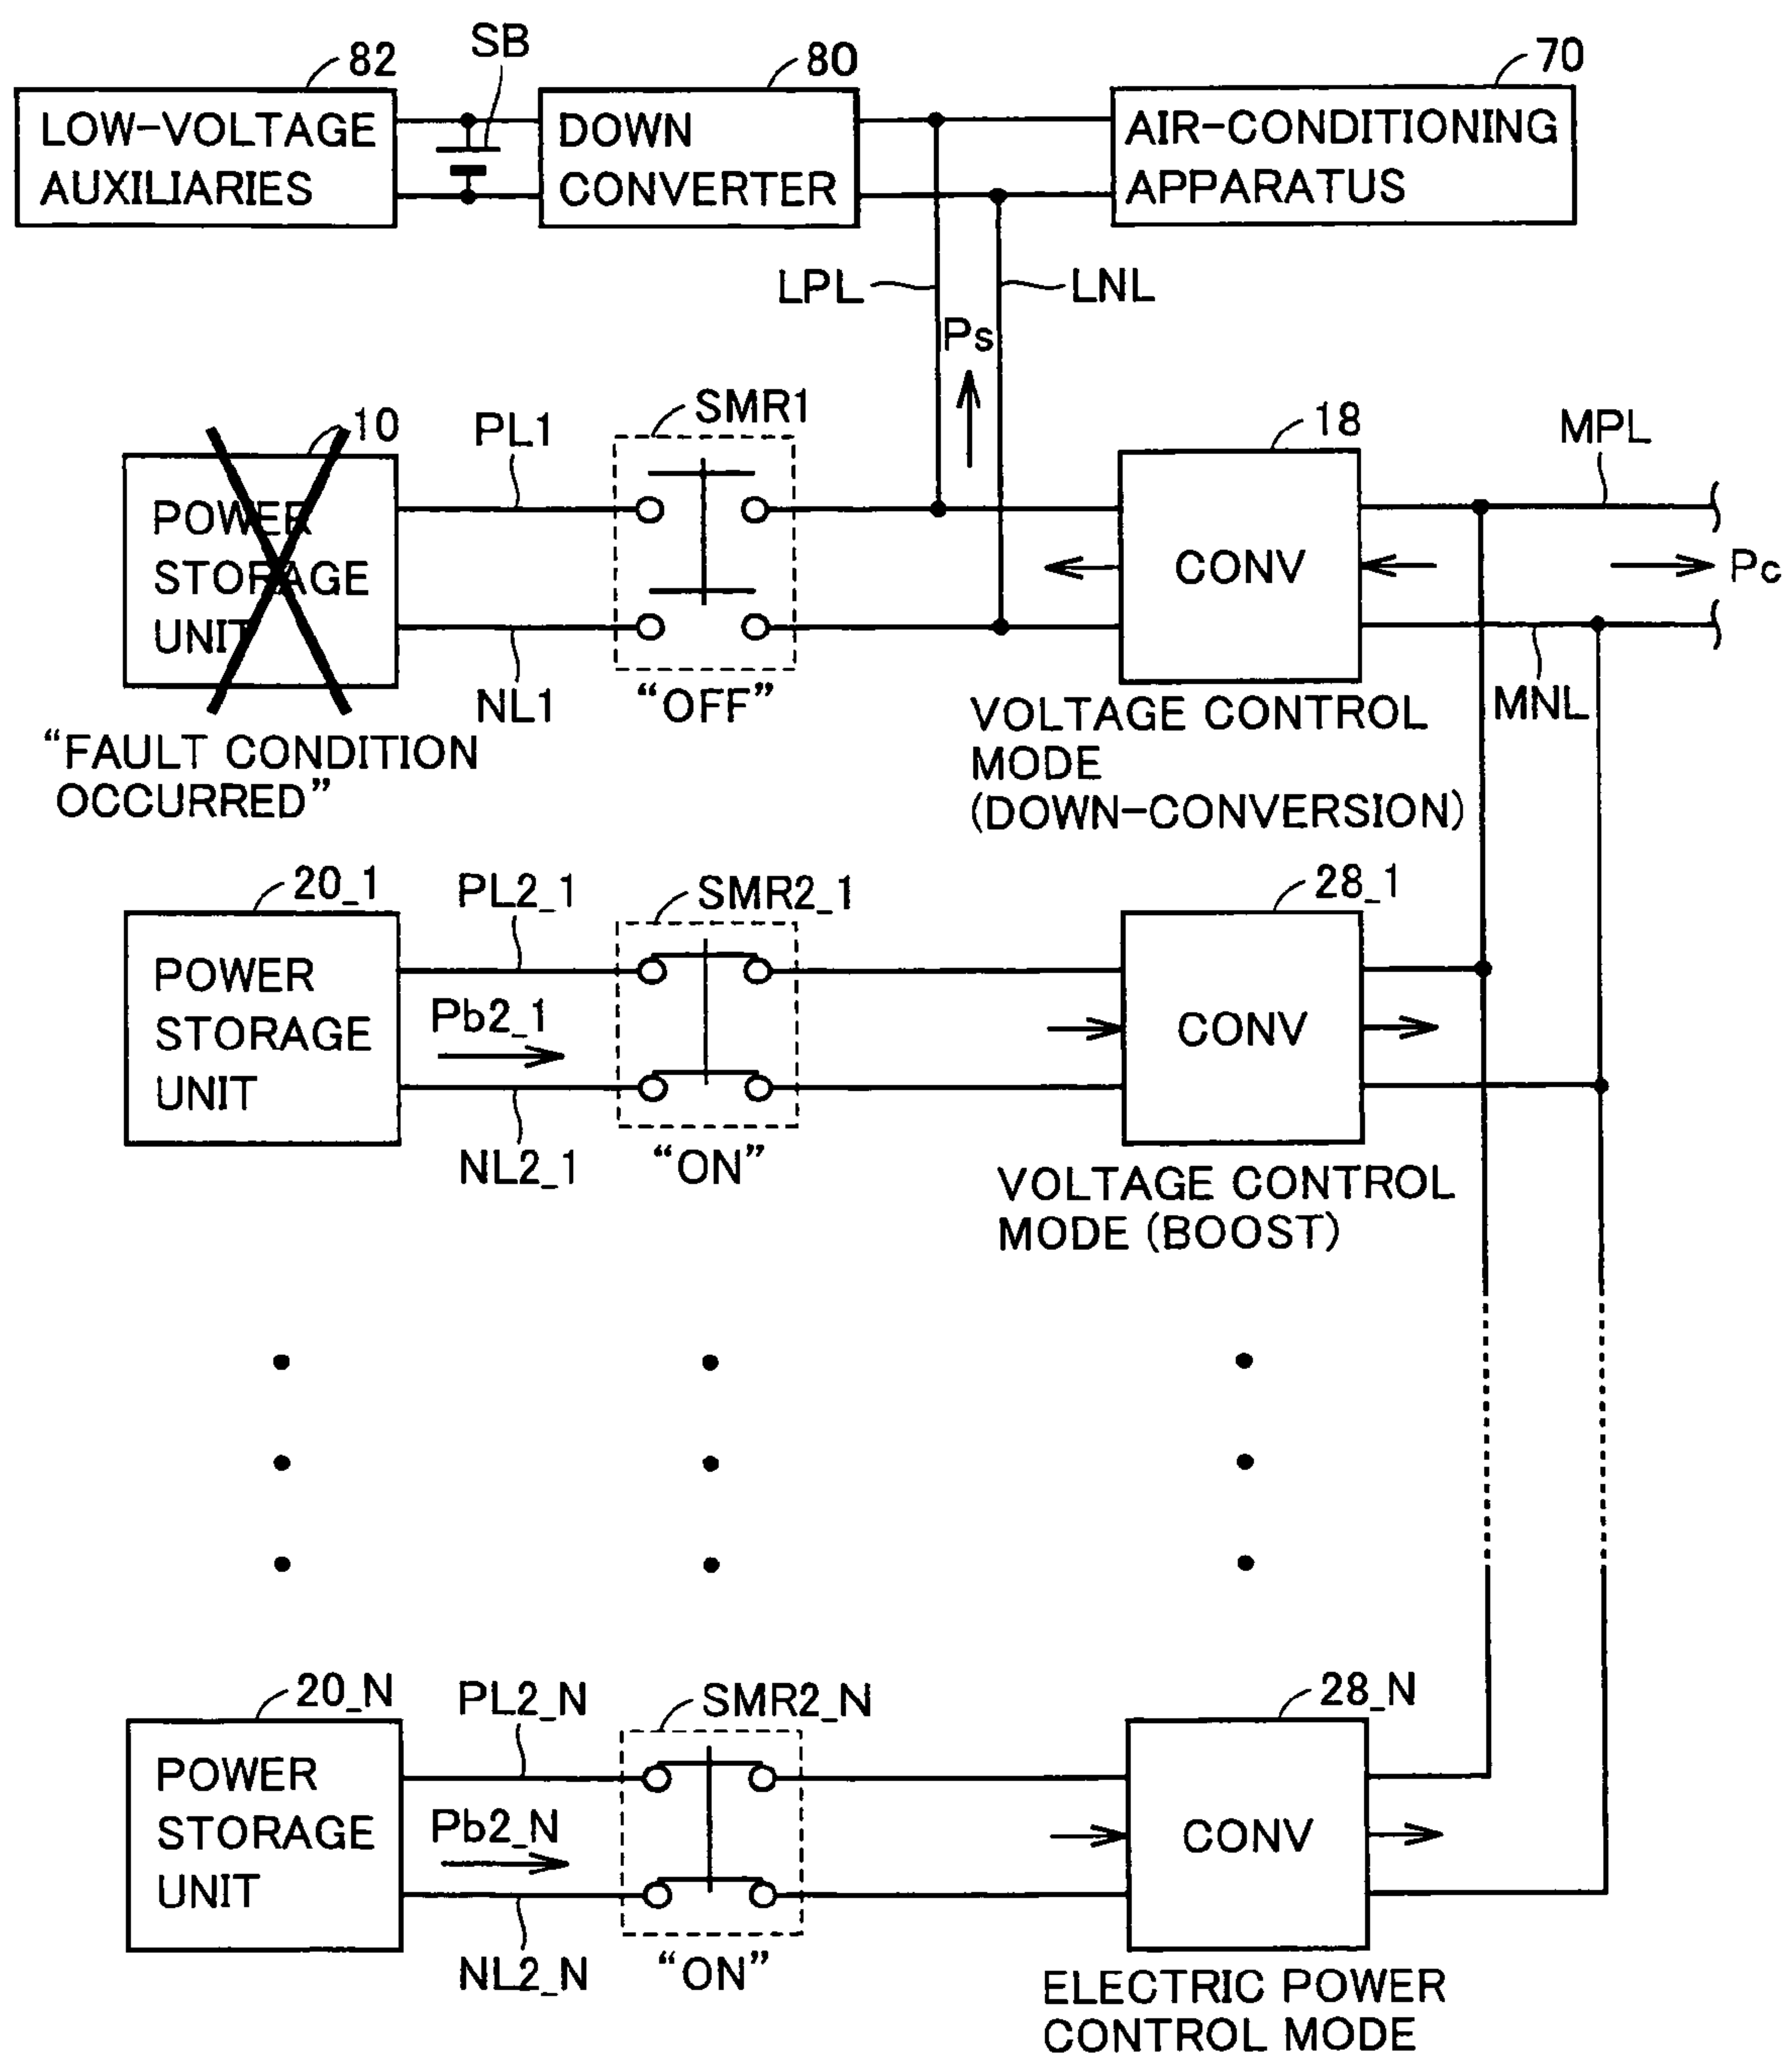 82
SB
80
70
LOW-VOLTAGE
AUXILIARIES
DOWN
CONVERTER
AIR-CONDITIONING
APPARATUS
LPL
LNL
Ps
10
PL1
SMR1
18
MPL
POWER
STORAGE
UNIT
CONV
Pc
NL1
“OFF”
MNL
“FAULT CONDITION
OCCURRED”
VOLTAGE CONTROL
MODE
(DOWN-CONVERSION)
20_1
PL2_1
SMR2_1
28_1
POWER
STORAGE
UNIT
Pb2_1
CONV
NL2_1
“ON”
VOLTAGE CONTROL
MODE (BOOST)
20_N
PL2_N
SMR2_N
28_N
POWER
STORAGE
UNIT
Pb2_N
CONV
NL2_N
“ON”
ELECTRIC POWER
CONTROL MODE